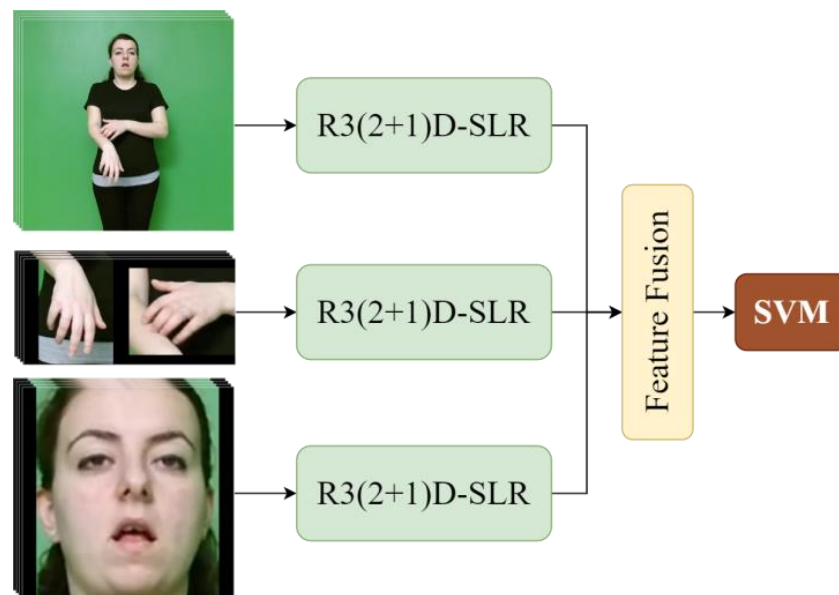 R3(2+1)D-SLR
R3(2+1)D-SLR
R3(2+1)D-SLR
Feature Fusion
SVM